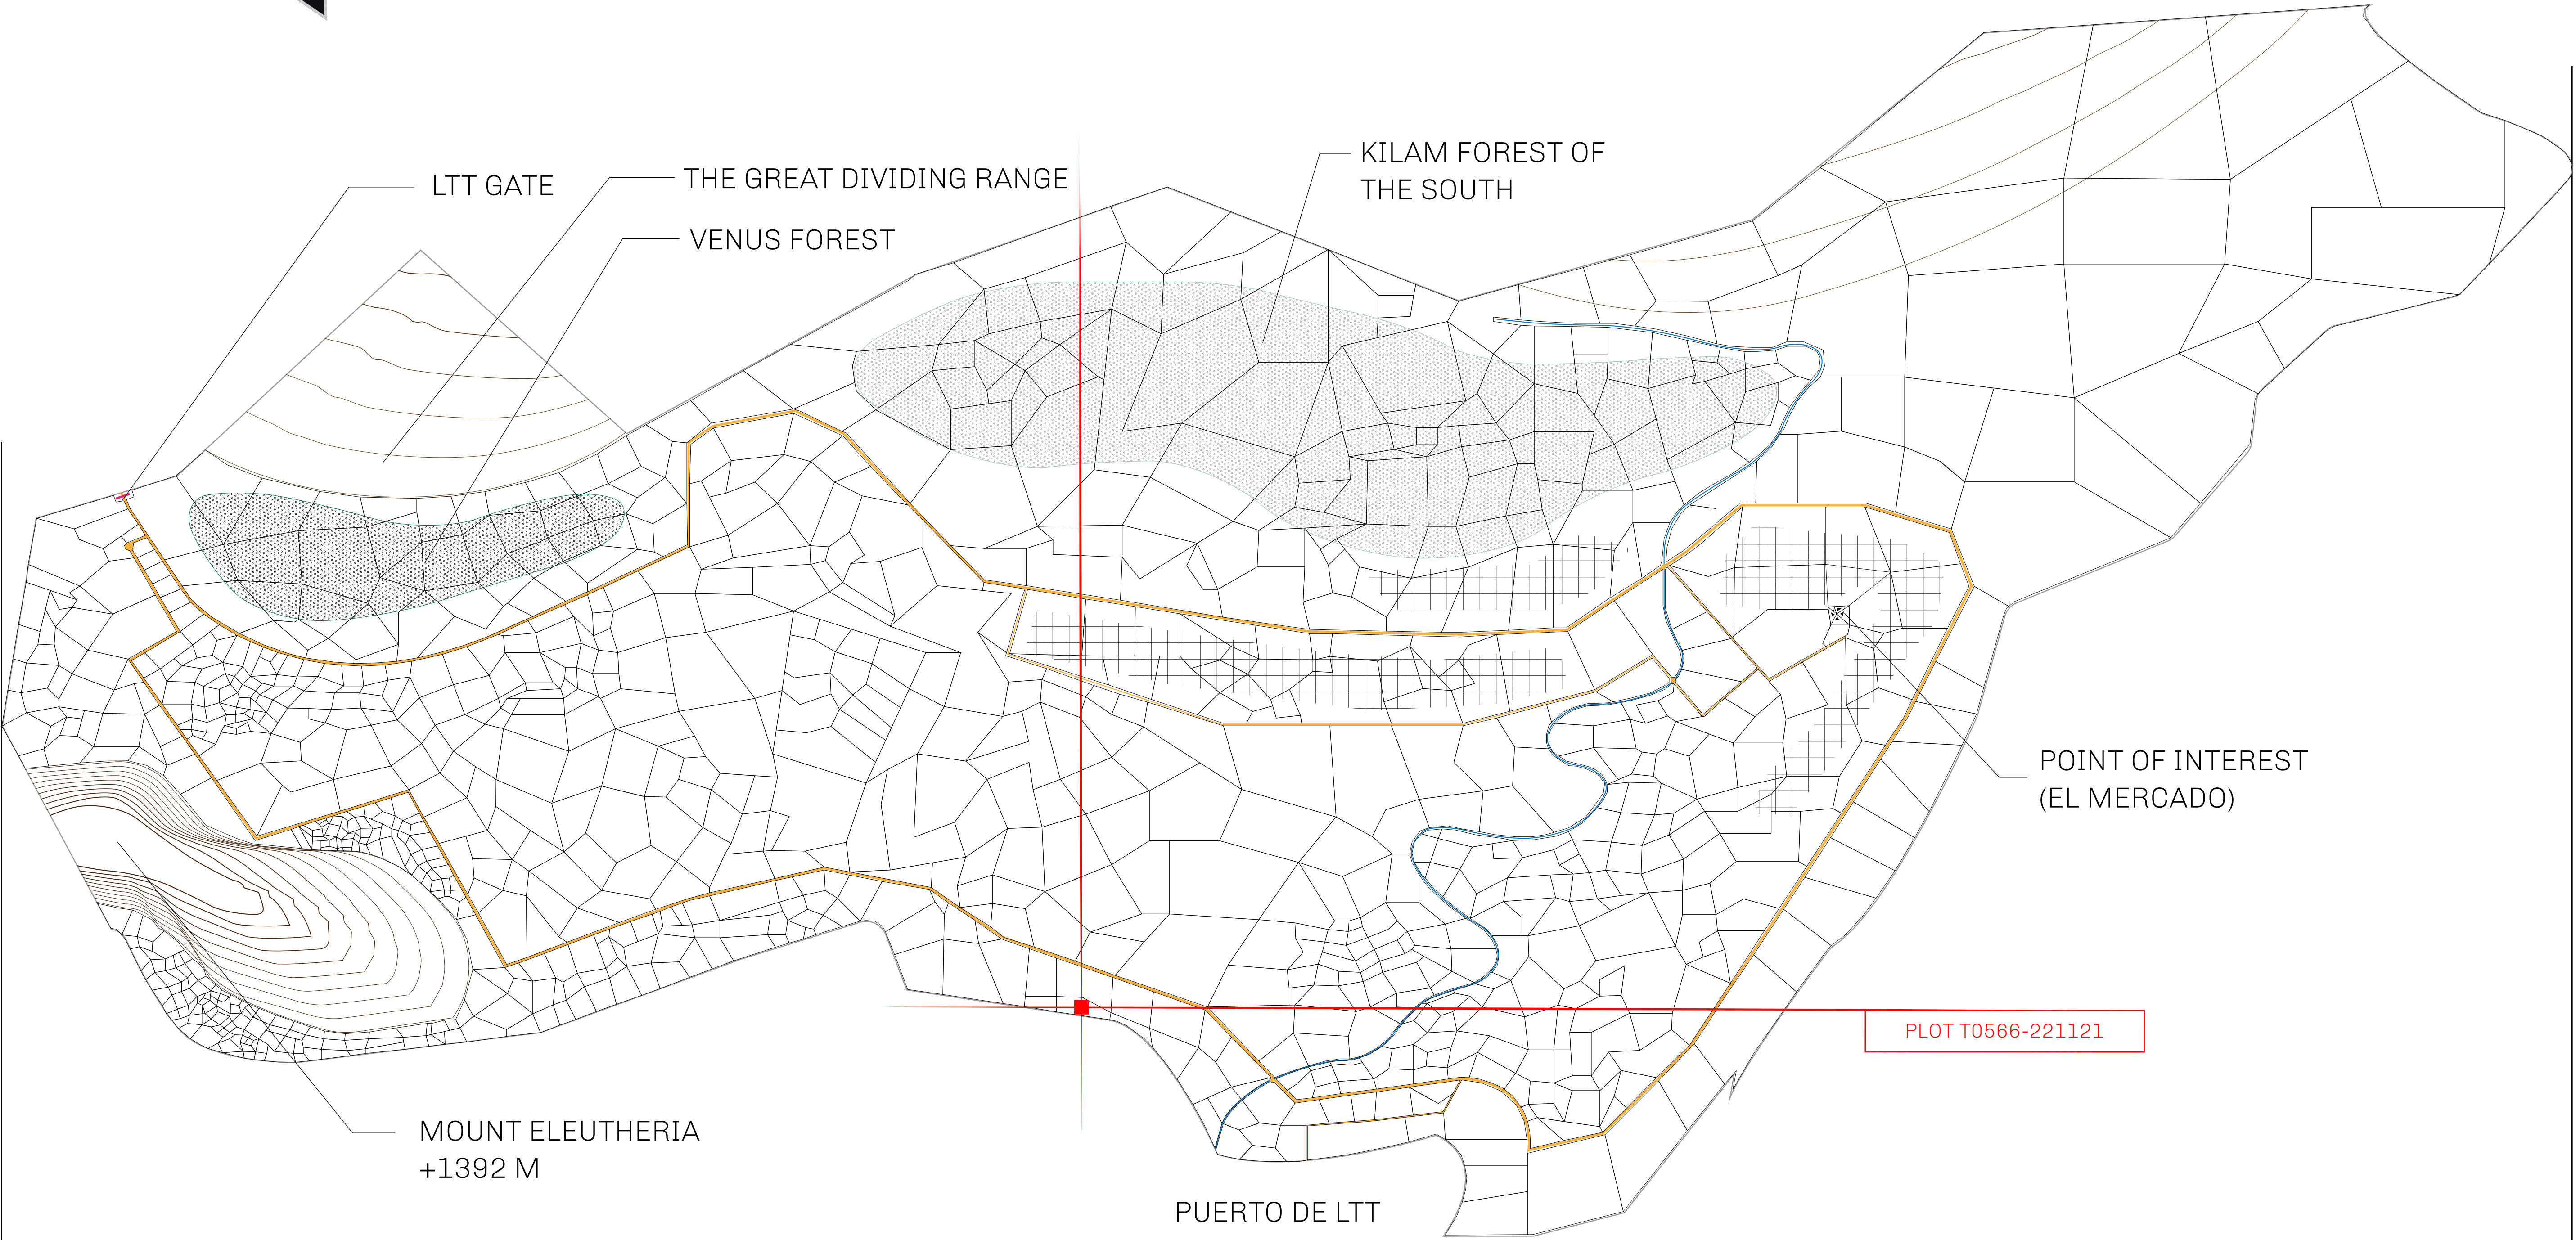 KILAM FOREST OF
THE SOUTH
LTT GATE
THE GREAT DIVIDING RANGE
VENUS FOREST
POINT OF INTEREST
(EL MERCADO)
PLOT T0566-221121
MOUNT ELEUTHERIA
+1392 M
PUERTO DE LTT